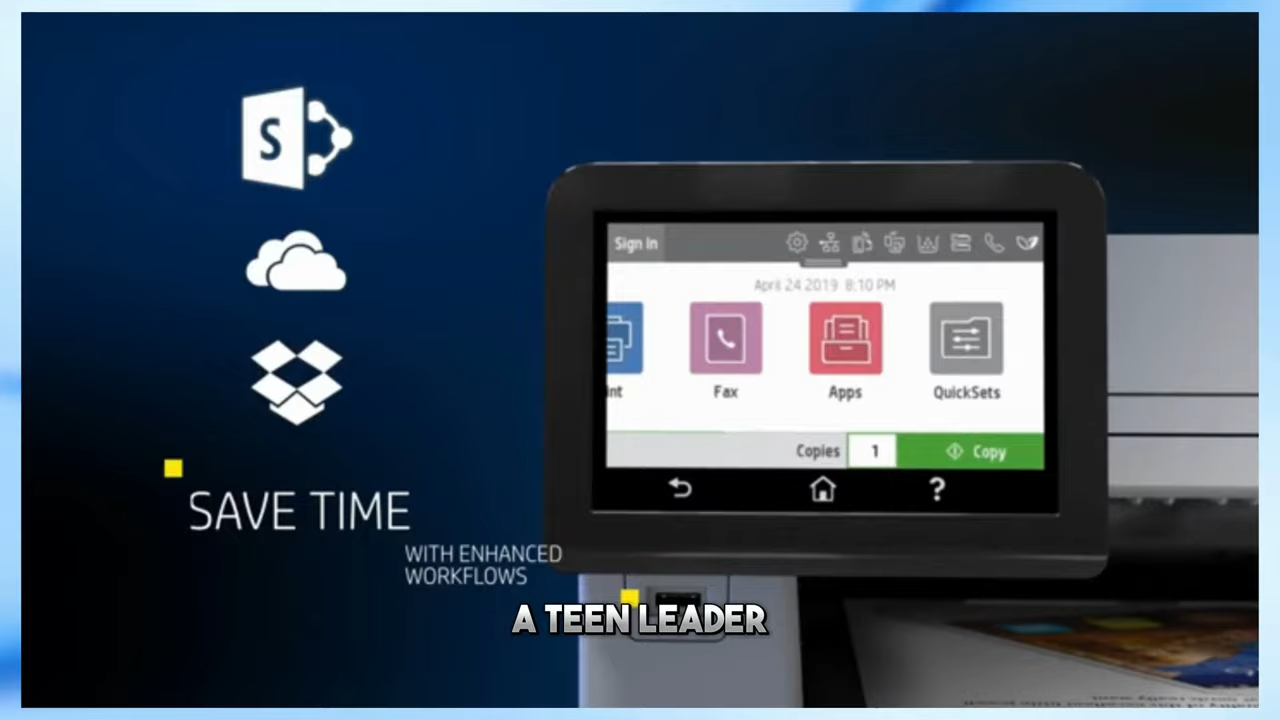 S
Sign In
April 24 2019 8:10 PM
int
Fax
Apps
QuickSets
Copies
1
Copy
?
SAVE TIME
WITH ENHANCED
WORKFLOWS
A TEEN LEADER